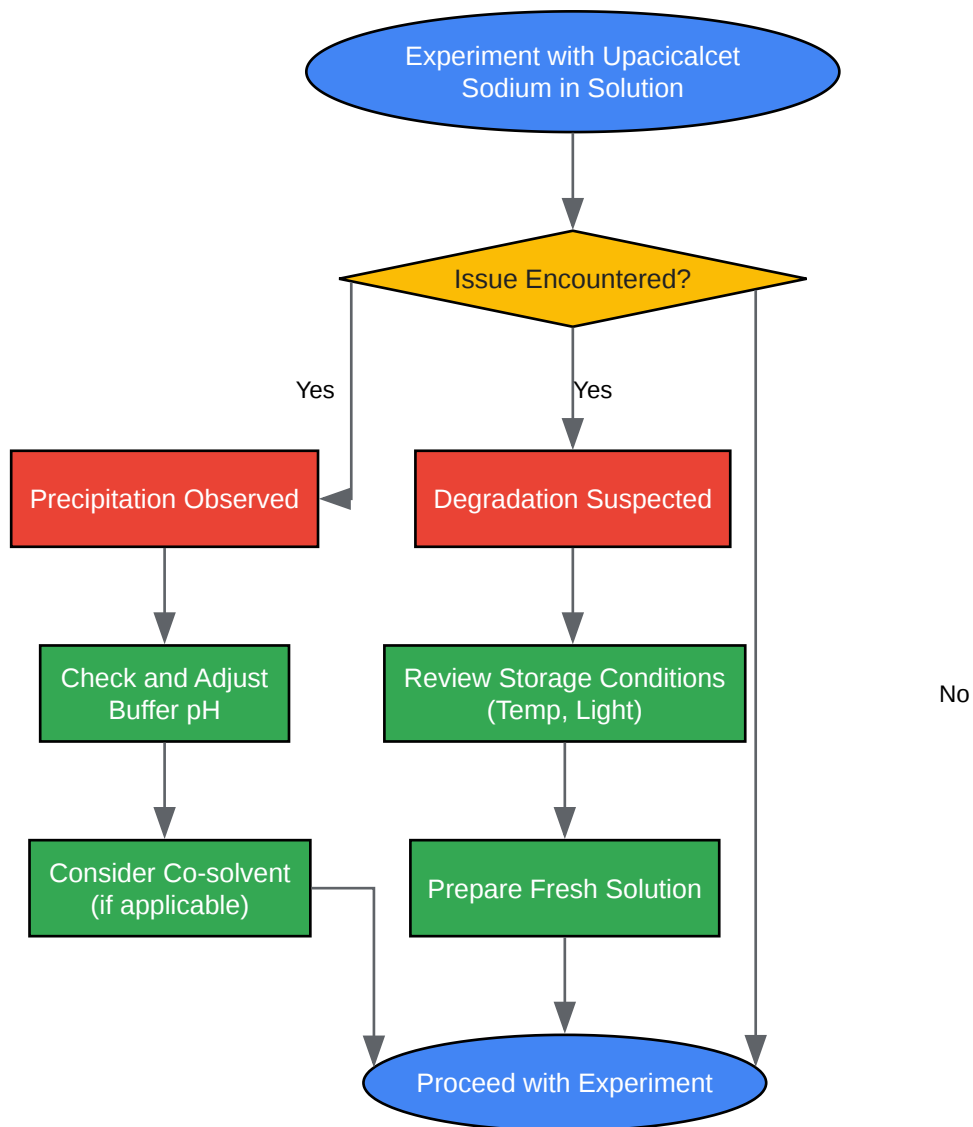 Experiment with Upacicalcet
Sodium in Solution
Issue Encountered?
Yes
Yes
Precipitation Observed
Degradation Suspected
Check and Adjust
Buffer pH
Review Storage Conditions
(Temp, Light)
No
Consider Co-solvent
(if applicable)
Prepare Fresh Solution
Proceed with Experiment